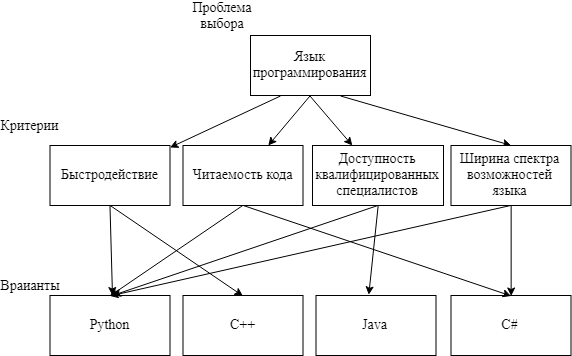 Проблема
выбора
Язык
программирования
Критерии
Быстродействие
Читаемость кода
Доступность
квалифицированных
специалистов
Ширина спектра
возможностей
языка
Враианты
Python
C++
Java
C#